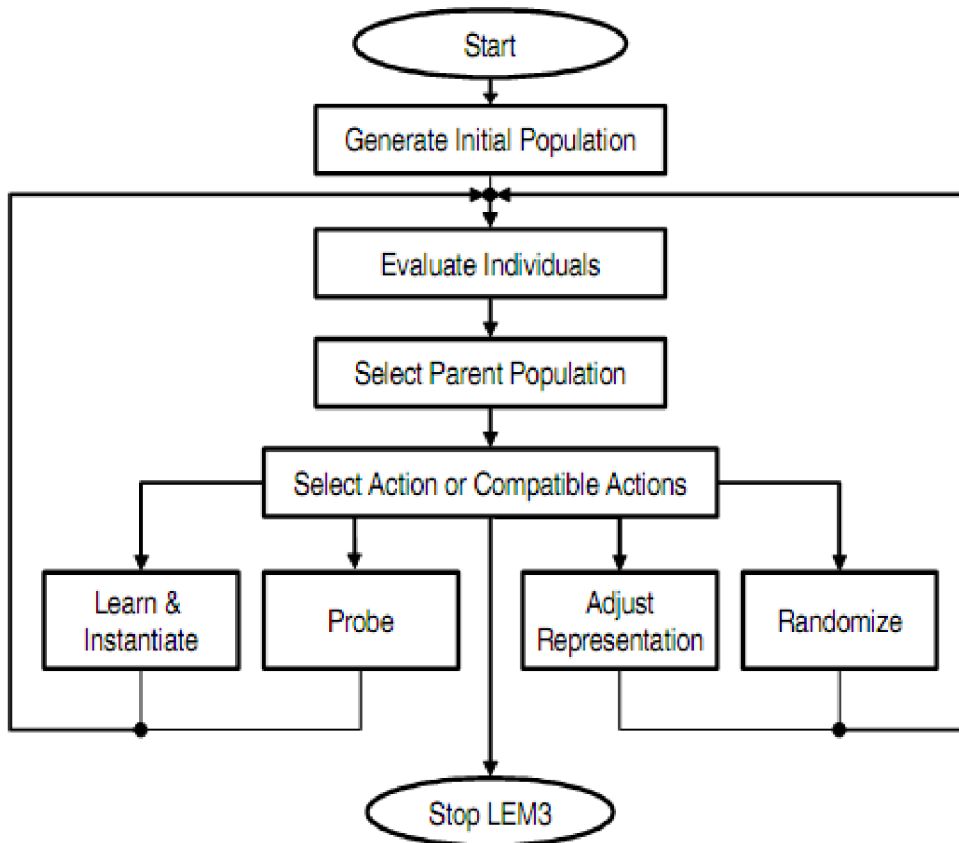 Start
Generate Initial Population
Evaluate Individuals
Select Parent Population
Select Action or Compatible Actions
Learn &
Instantiate
Probe
Adjust
Representation
Randomize
Stop LEM3